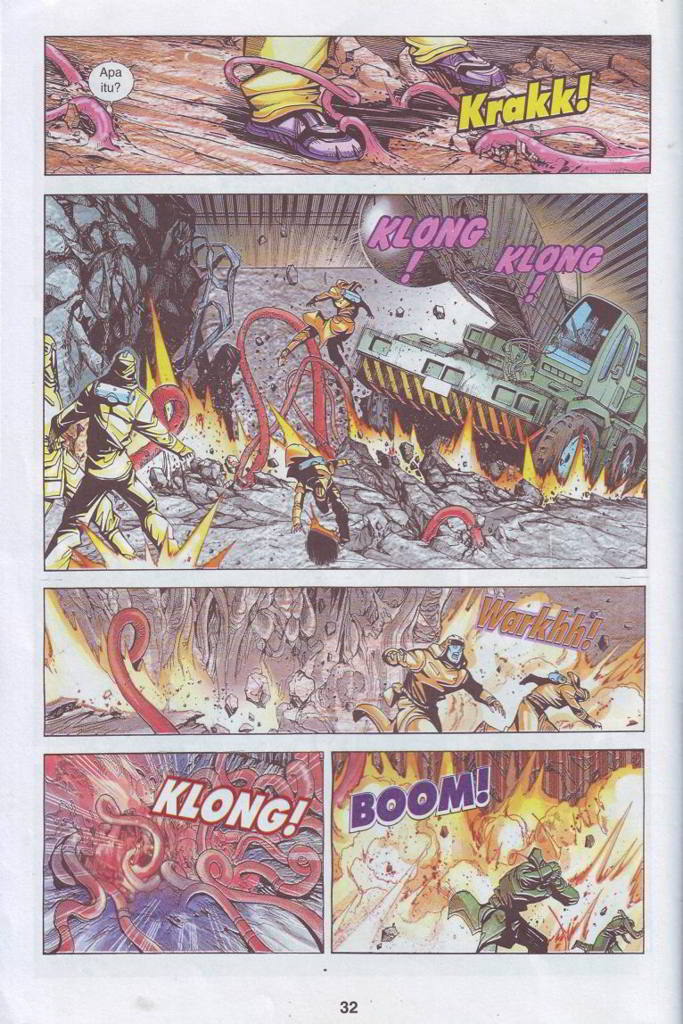 Apa
itu?
Krakk!
KLONG
!
KLONG
!
Warkhh!
KLONG!
BOOM!
32